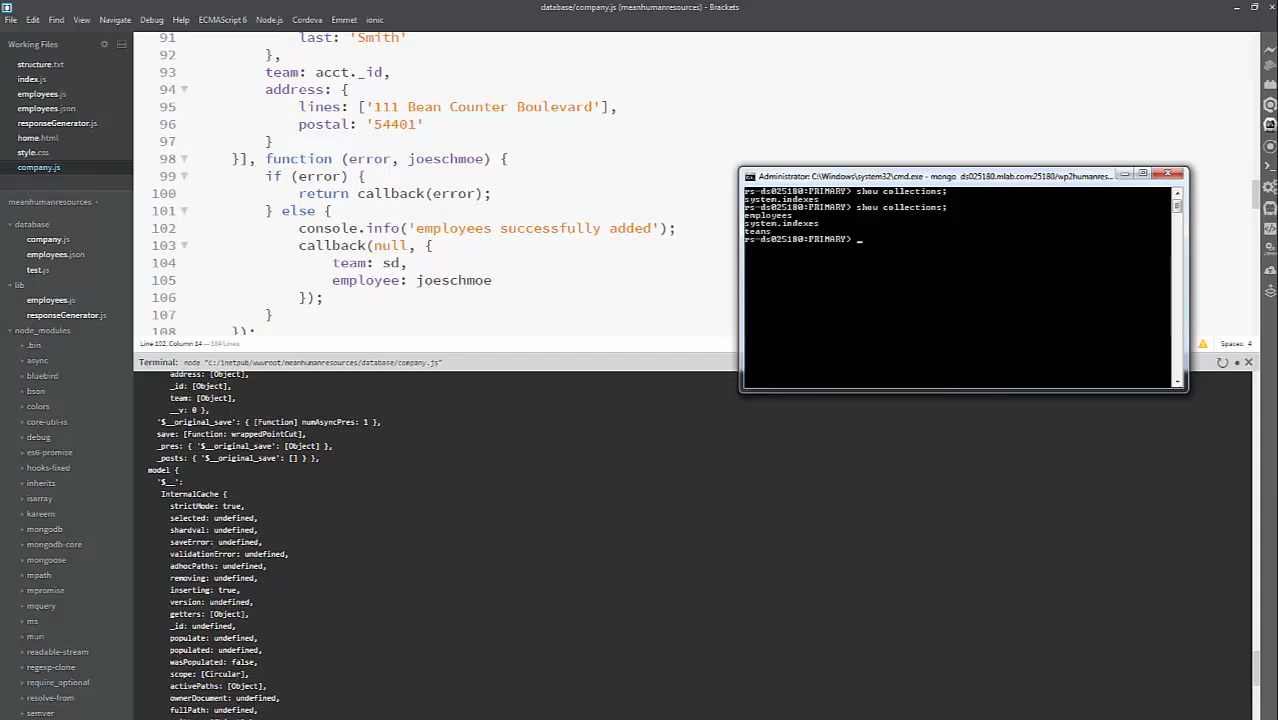 database/company.js (meanhumanresources) - Brackets
File Edit Find View Navigate Debug Help ECMAScript 6 Node.js Cordova Emmet ionic
Working Files
structure.txt
index.js
employees.js
employees.json
responseGenerator.js
home.html
style.css
company.js
meanhumanresources
database
company.js
employees.json
test.js
lib
employees.js
responseGenerator.js
node_modules
.bin
async
bluebird
bson
colors
core-util-is
debug
es6-promise
hooks-fixed
inherits
isarray
kareem
mongodb
mongodb-core
mongoose
mpath
mpromise
mquery
ms
muri
readable-stream
regexp-clone
require_optional
resolve-from
semver
91 last: 'Smith'
92 },
93 team: acct._id,
94 address: {
95 lines: ['111 Bean Counter Boulevard'],
96 postal: '54401'
97 }
98 }], function (error, joeschmoe) {
99 if (error) {
100 return callback(error);
101 } else {
102 console.info('employees successfully added');
103 callback(null, {
104 team: sd,
105 employee: joeschmoe
106 });
107 }
108 });
Line 102, Column 14 — 184 Lines
Spaces: 4
Administrator: C:\Windows\system32\cmd.exe - mongo ds025180.mlab.com:25180/wp2humanres...
rs-ds025180:PRIMARY> show collections;
system.indexes
rs-ds025180:PRIMARY> show collections;
employees
system.indexes
teams
rs-ds025180:PRIMARY> _
Terminal: node "C:/inetpub/wwwroot/meanhumanresources/database/company.js"
address: [Object],
_id: [Object],
team: [Object],
__v: 0 },
'$__original_save': { [Function] numAsyncPres: 1 },
save: [Function: wrappedPointCut],
_pres: { '$__original_save': [Object] },
_posts: { '$__original_save': [] } },
model {
'$__':
InternalCache {
strictMode: true,
selected: undefined,
shardval: undefined,
saveError: undefined,
validationError: undefined,
adhocPaths: undefined,
removing: undefined,
inserting: true,
version: undefined,
getters: [Object],
_id: undefined,
populate: undefined,
populated: undefined,
wasPopulated: false,
scope: [Circular],
activePaths: [Object],
ownerDocument: undefined,
fullPath: undefined,